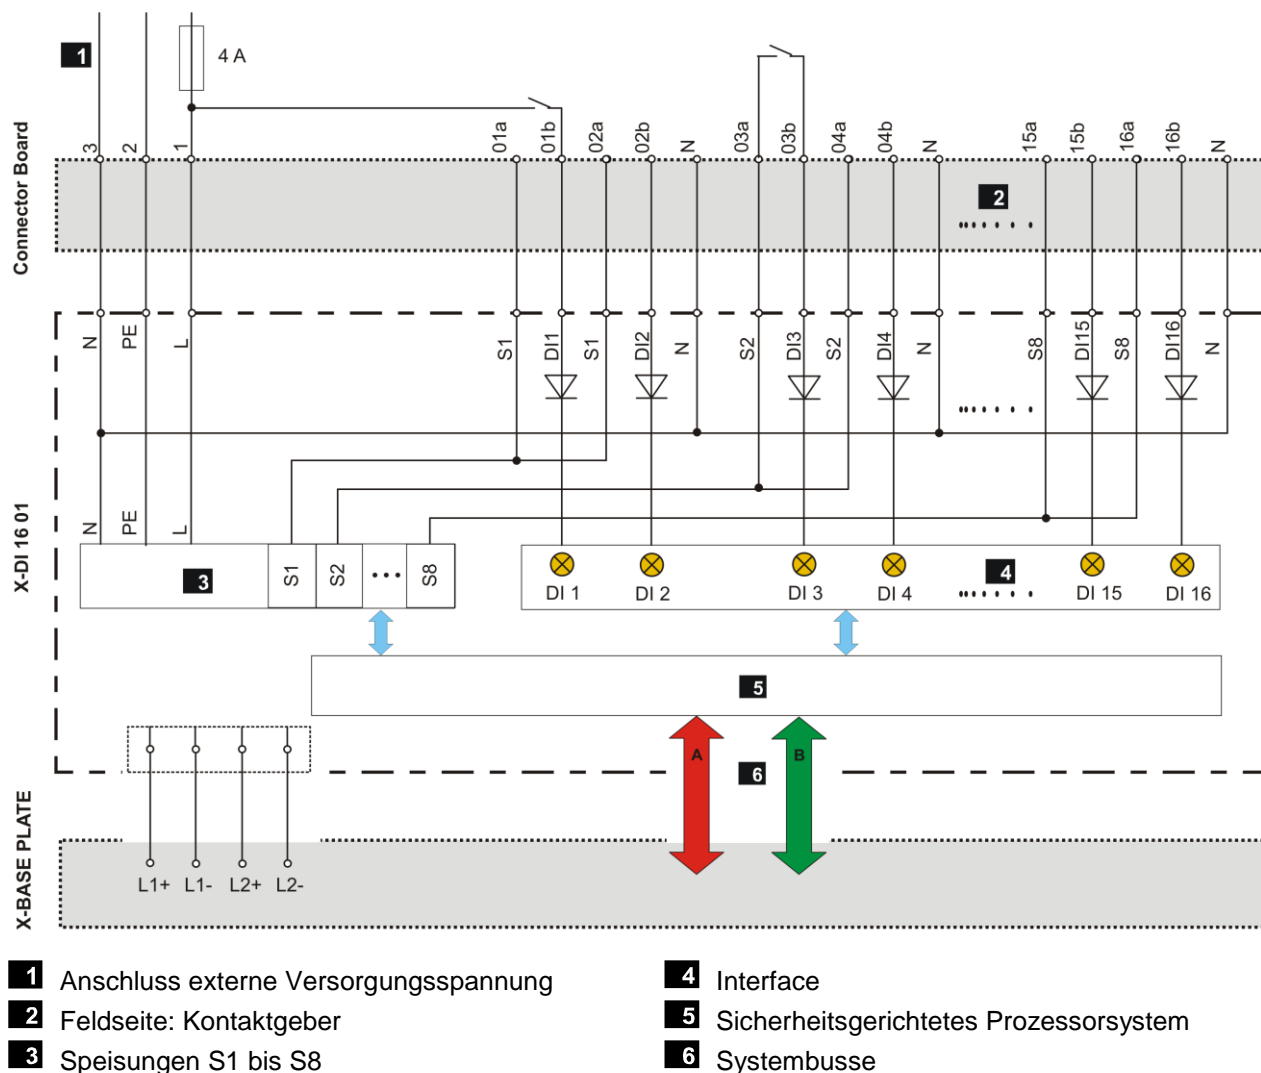 1
4 A
3
2
1
01a
01b
02a
02b
N
03a
03b
04a
04b
N
15a
15b
16a
16b
N
Connector Board
2
N
PE
L
S1
DI1
S1
DI2
N
S2
DI3
S2
DI4
N
S8
DI15
S8
DI16
N
X-DI 16 01
N
PE
L
3
S1
S2
S8
DI 1
DI 2
DI 3
DI 4
4
DI 15
DI 16
5
A
B
6
X-BASE PLATE
L1+ L1- L2+ L2-
1 Anschluss externe Versorgungsspannung
2 Feldseite: Kontaktgeber
3 Speisungen S1 bis S8
4 Interface
5 Sicherheitsgerichtetes Prozessorsystem
6 Systembusse